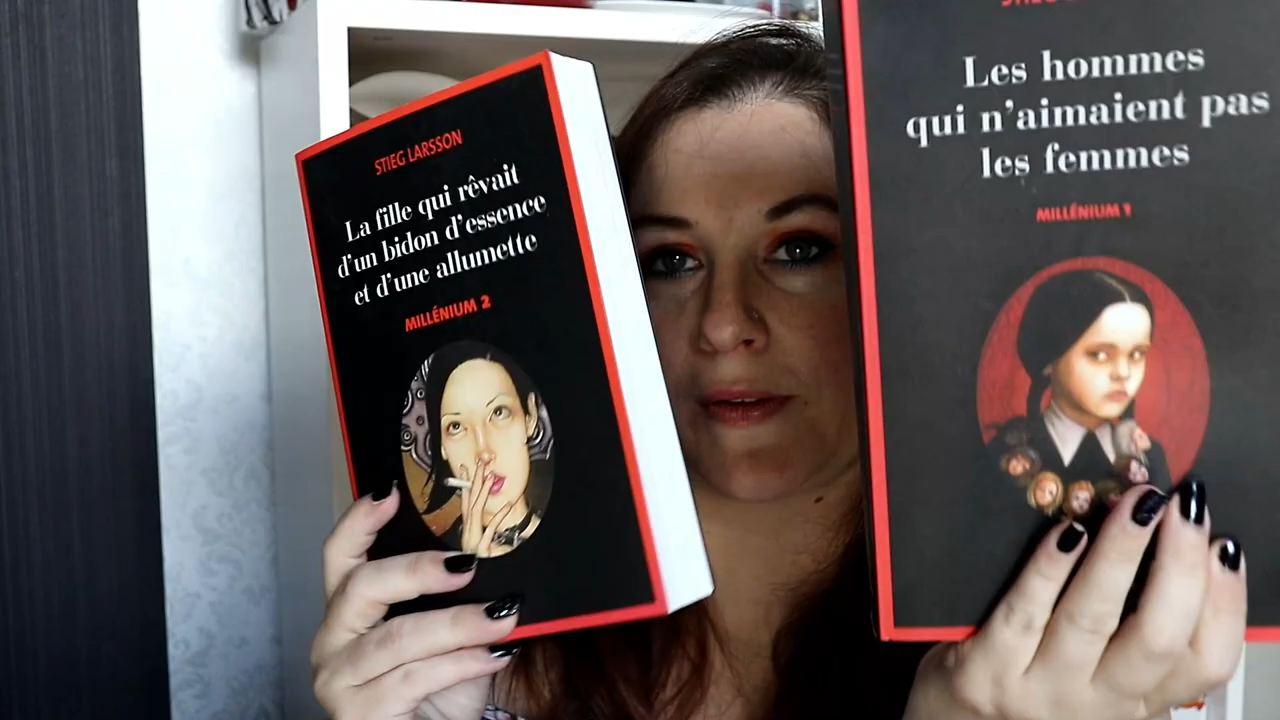 STIEG LARSSON
La fille qui rêvait
d'un bidon d'essence
et d'une allumette
MILLÉNIUM 2
Les hommes
qui n'aimaient pas
les femmes
MILLÉNIUM 1